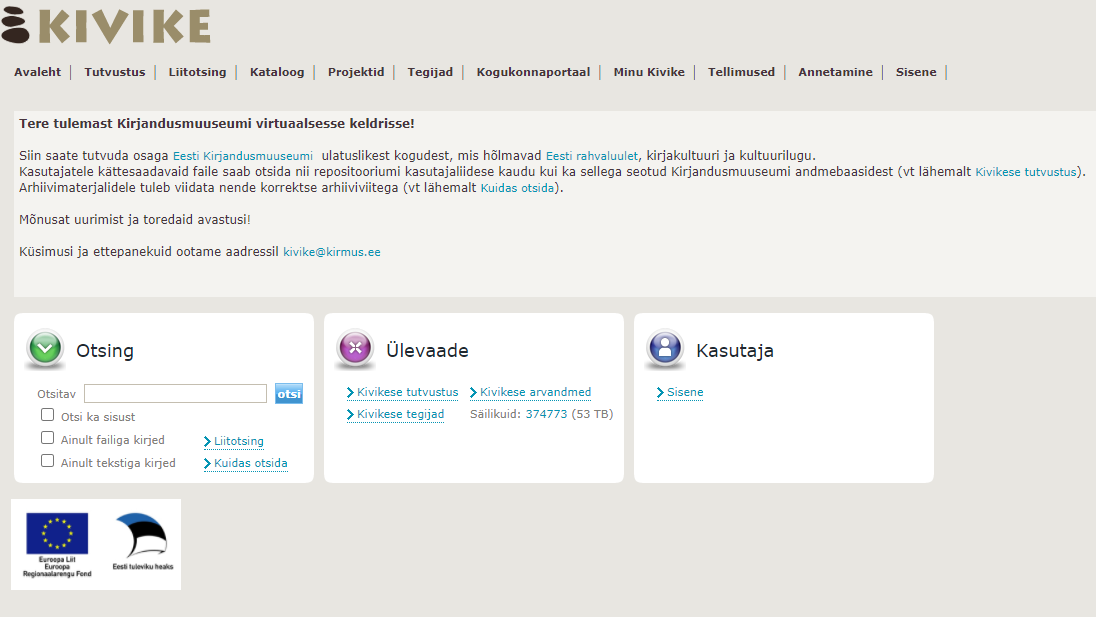 KIVIKE
Avaleht Tutvustus Liitotsing Kataloog Projektid Tegijad Kogukonnaportaal Minu Kivike Tellimused Annetamine Sisene
Tere tulemast Kirjandusmuuseumi virtuaalsesse keldrisse!
Siin saate tutvuda osaga Eesti Kirjandusmuuseumi ulatuslikest kogudest, mis hõlmavad Eesti rahvaluulet, kirjakultuuri ja kultuurilugu.
Kasutajatele kättesaadavaid faile saab otsida nii repositooriumi kasutajaliidese kaudu kui ka sellega seotud Kirjandusmuuseumi andmebaasidest (vt lähemalt Kivikese tutvustus).
Arhiivimaterjalidele tuleb viidata nende korrektse arhiiviviitega (vt lähemalt Kuidas otsida).
Mõnusat uurimist ja toredaid avastusi!
Küsimusi ja ettepanekuid ootame aadressil kivike@kirmus.ee
Otsing
Otsitav otsi
Otsi ka sisust
Ainult failiga kirjed Liitotsing
Ainult tekstiga kirjed Kuidas otsida
Ülevaade
Kivikese tutvustus Kivikese arvandmed
Kivikese tegijad Säilikuid: 374773 (53 TB)
Kasutaja
Sisene
Euroopa Liit
Euroopa
Regionaalarengu Fond
Eesti tuleviku heaks